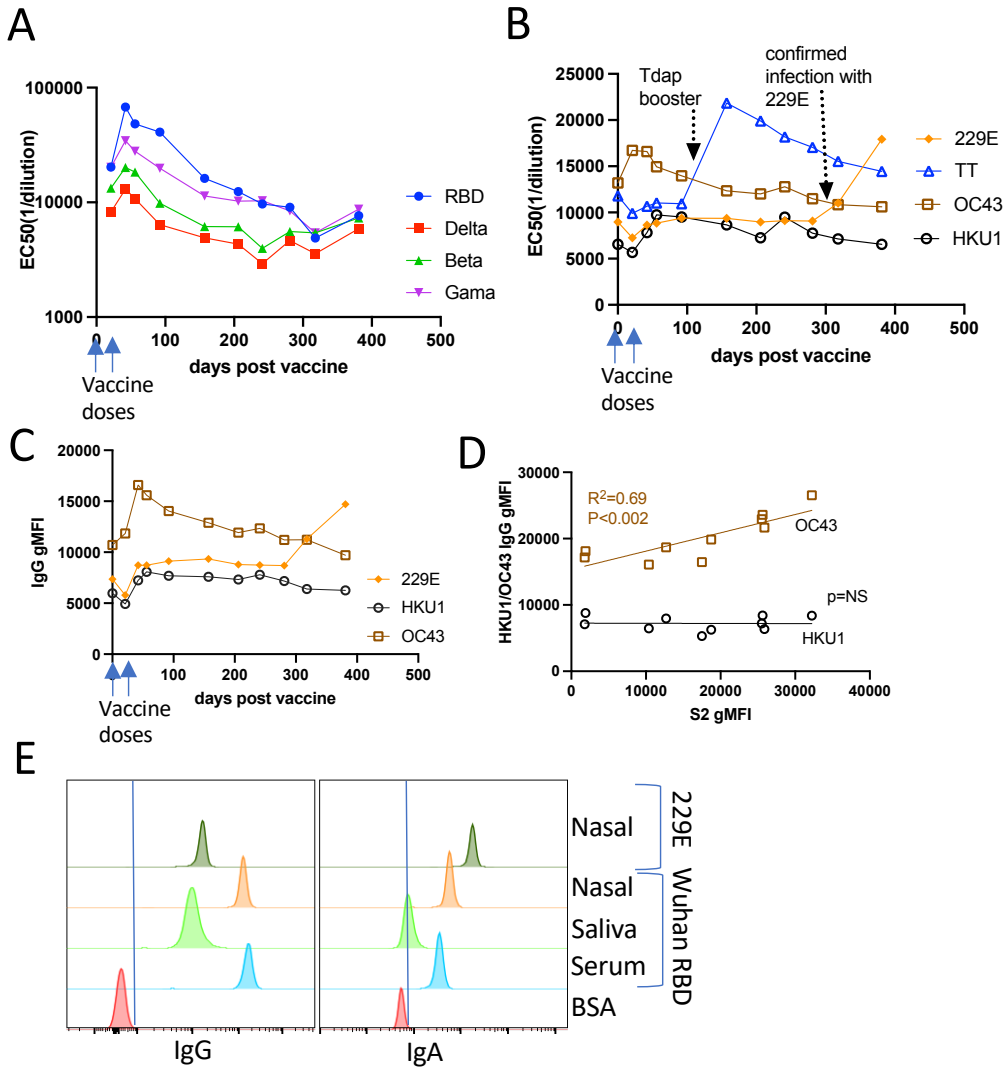 A
100000
10000
1000
EC50(1/dilution)
0
100
200
300
400
500
days post vaccine
Vaccine
doses
RBD
Delta
Beta
Gama
B
25000
20000
15000
10000
5000
0
EC50(1/dilution)
Tdap
booster
confirmed
infection with
229E
0
100
200
300
400
500
days post vaccine
Vaccine
doses
229E
TT
OC43
HKU1
C
20000
15000
10000
5000
0
IgG gMFI
0
100
200
300
400
500
days post vaccine
Vaccine
doses
229E
HKU1
OC43
D
30000
20000
10000
0
HKU1/OC43 IgG gMFI
R²=0.69
P<0.002
OC43
p=NS
HKU1
0
10000
20000
30000
40000
S2 gMFI
E
Nasal
229E
Nasal
Saliva
Serum
Wuhan RBD
BSA
IgG
IgA